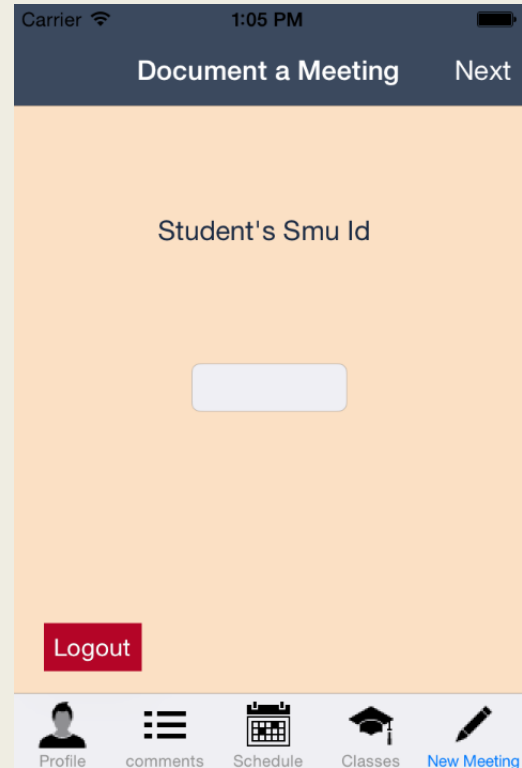 Carrier 1:05 PM
Document a Meeting Next
Student's Smu Id
Logout
Profile comments Schedule Classes New Meeting